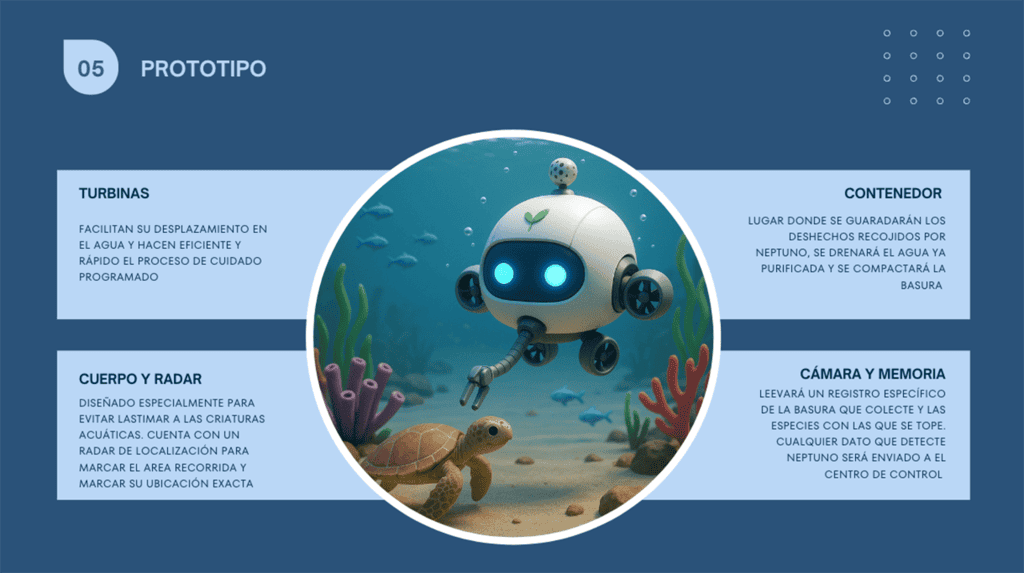 05
PROTOTIPO
TURBINAS
FACILITAN SU DESPLAZAMIENTO EN
EL AGUA Y HACEN EFICIENTE Y
RÁPIDO EL PROCESO DE CUIDADO
PROGRAMADO
CONTENEDOR
LUGAR DONDE SE GUARADARÁN LOS
DESHECHOS RECOJIDOS POR
NEPTUNO, SE DRENARÁ EL AGUA YA
PURIFICADA Y SE COMPACTARÁ LA
BASURA
CUERPO Y RADAR
DISEÑADO ESPECIALMENTE PARA
EVITAR LASTIMAR A LAS CRIATURAS
ACUÁTICAS. CUENTA CON UN
RADAR DE LOCALIZACIÓN PARA
MARCAR EL AREA RECORRIDA Y
MARCAR SU UBICACIÓN EXACTA
CÁMARA Y MEMORIA
LEEVARÁ UN REGISTRO ESPECÍFICO
DE LA BASURA QUE COLECTE Y LAS
ESPECIES CON LAS QUE SE TOPE.
CUALQUIER DATO QUE DETECTE
NEPTUNO SERÁ ENVIADO A EL
CENTRO DE CONTROL